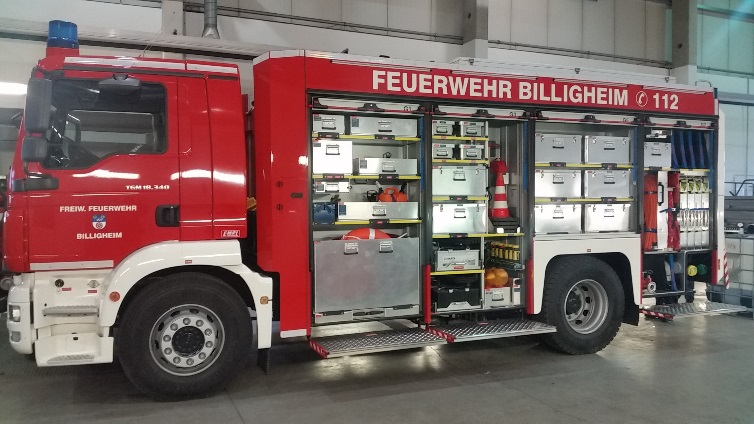 FEUERWEHR BILLIGHEIM 112
TGM 18.340
FREIW. FEUERWEHR
BILLIGHEIM